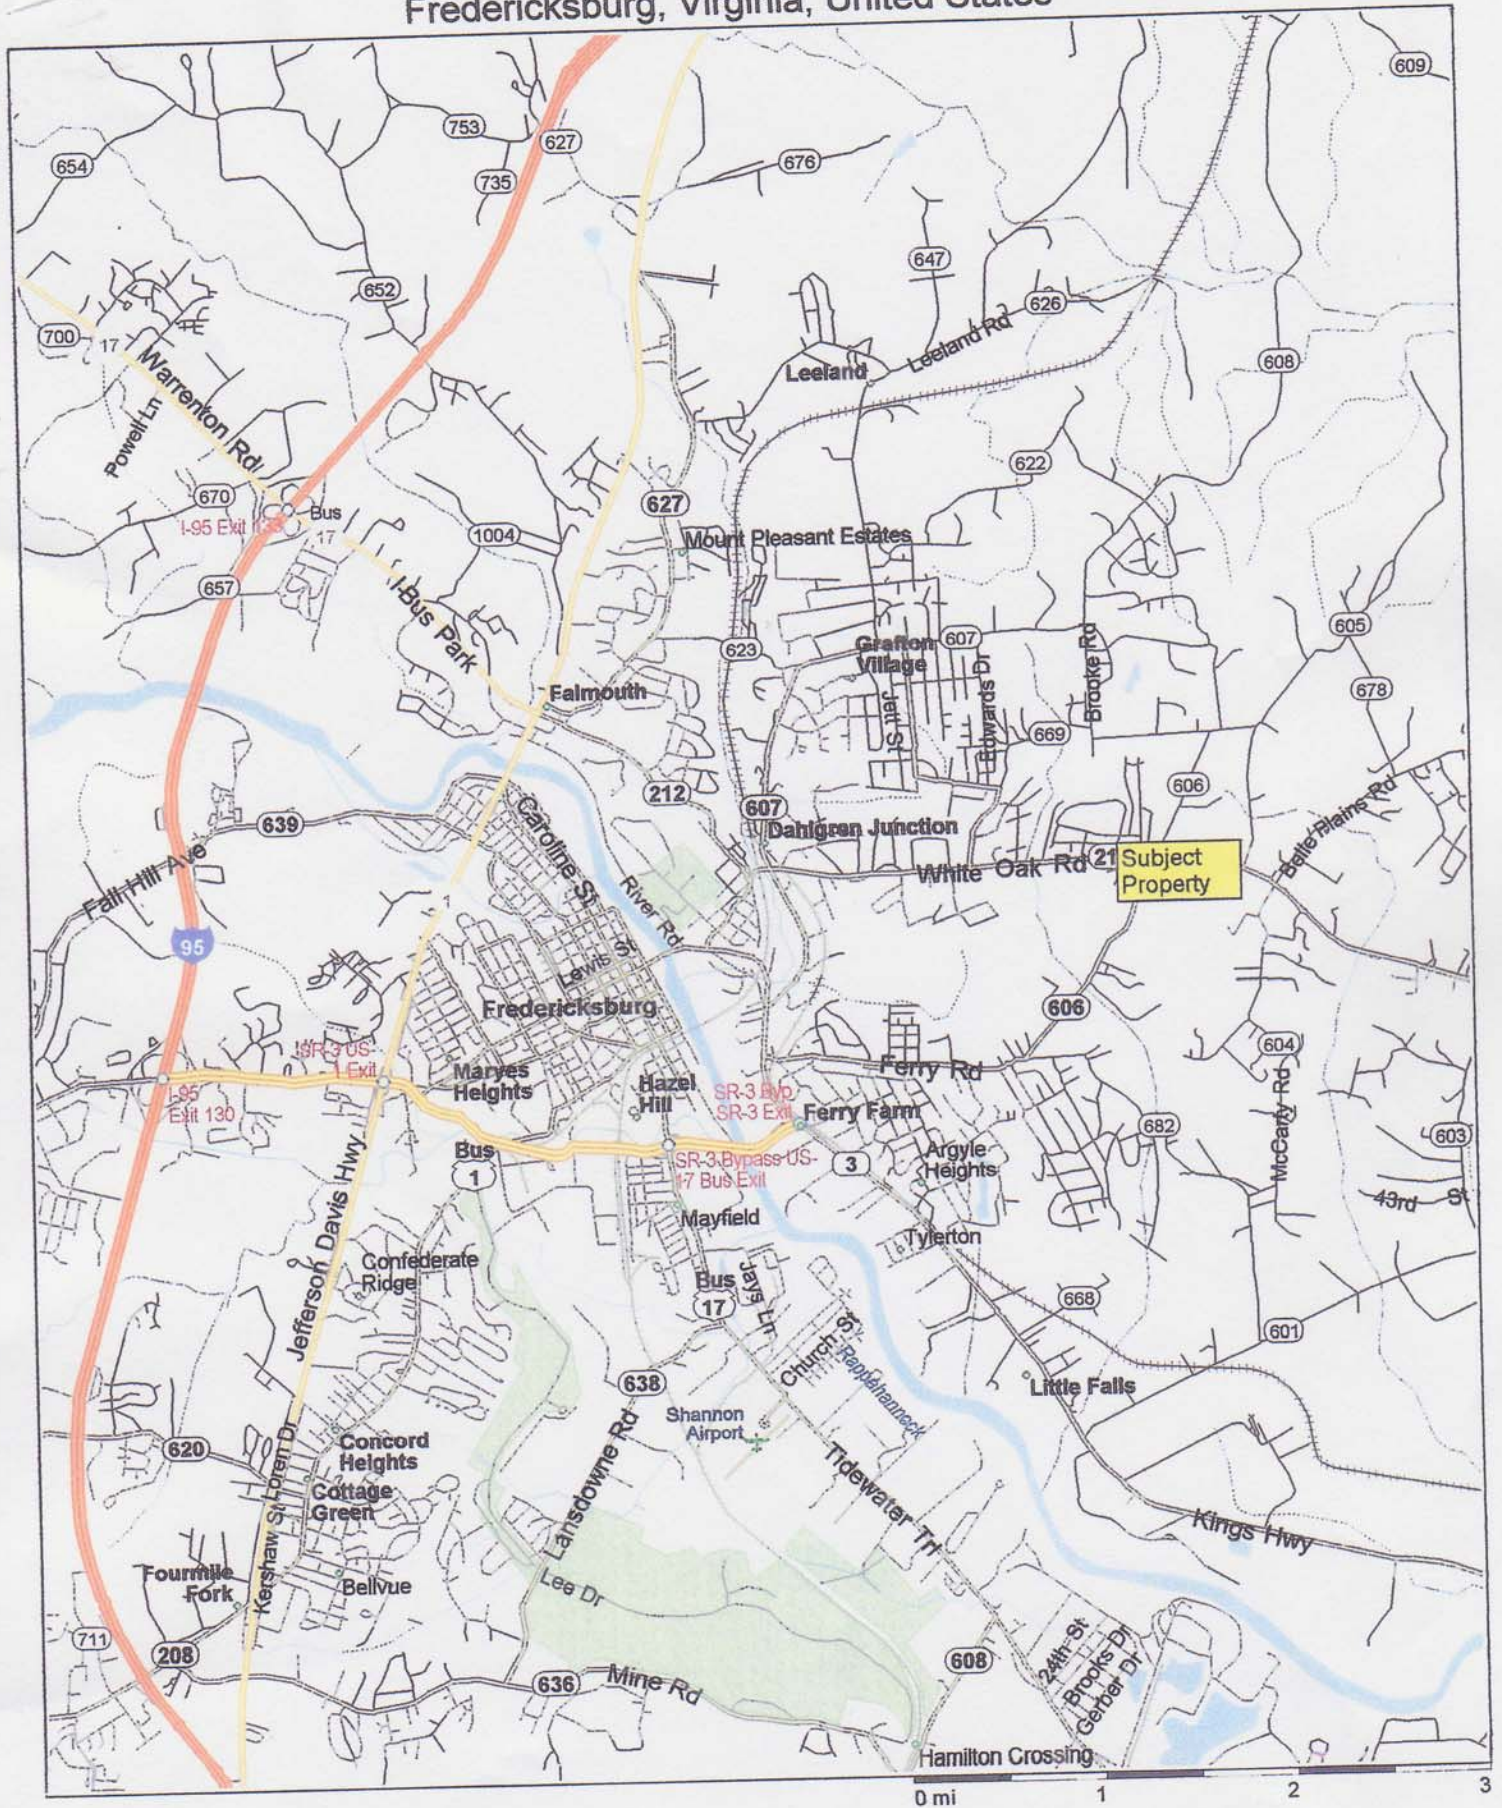 Fredericksburg, Virginia, United States
609
753
627
654
676
735
647
652
626
700
17
Warrenton Rd
Leeland Rd
Leeland
608
Powell Ln
622
670
627
Bus
I-95 Exit 133
17
1004
Mount Pleasant Estates
657
I-Bus Park
605
607
623
Grafton
Village
Edwards Dr
Brooke Rd
Falmouth
678
Jett St
669
212
606
607
Caroline St
639
Dahlgren Junction
Belle Plains Rd
Fall Hill Ave
White Oak Rd
21
Subject
Property
River Rd
1
95
Lewis St
Fredericksburg
606
604
SR-3 US-
1 Exit
Maryes
Heights
Ferry Rd
Hazel
Hill
SR-3 Byp
SR-3 Exit
I-95
Exit 130
Ferry Farm
McCarty Rd
682
603
Bus
1
SR-3 Bypass US-
17 Bus Exit
3
Argyle
Heights
43rd St
Jefferson Davis Hwy
Mayfield
Tylerton
Confederate
Ridge
Bus
17
Jays Ln
668
Church St
601
Rappahannock
638
Little Falls
Shannon
Airport
620
Concord
Heights
Lansdowne Rd
Cottage
Green
Tidewater Trl
Kings Hwy
Kershaw St Loren Dr
Fourmile
Fork
Bellvue
Lee Dr
711
208
608
24th St
Brooks Dr
Gerber Dr
636
Mine Rd
Hamilton Crossing
0 mi
1
2
3